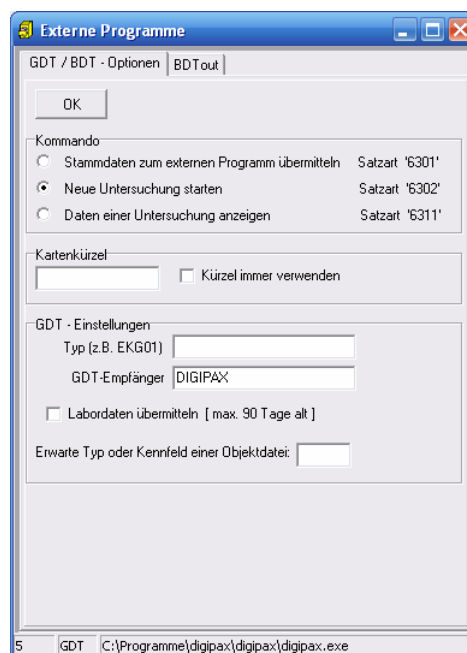 Externe Programme
GDT / BDT - Optionen BDTout
OK
Kommando
Stammdaten zum externen Programm übermitteln Satzart '6301'
Neue Untersuchung starten Satzart '6302'
Daten einer Untersuchung anzeigen Satzart '6311'
Kartenkürzel
Kürzel immer verwenden
GDT - Einstellungen
Typ (z.B. EKG01)
GDT-Empfänger DIGIPAX
Labordaten übermitteln [ max. 90 Tage alt ]
Erwarte Typ oder Kennfeld einer Objektdatei:
5 GDT C:\Programme\digipax\digipax\digipax.exe